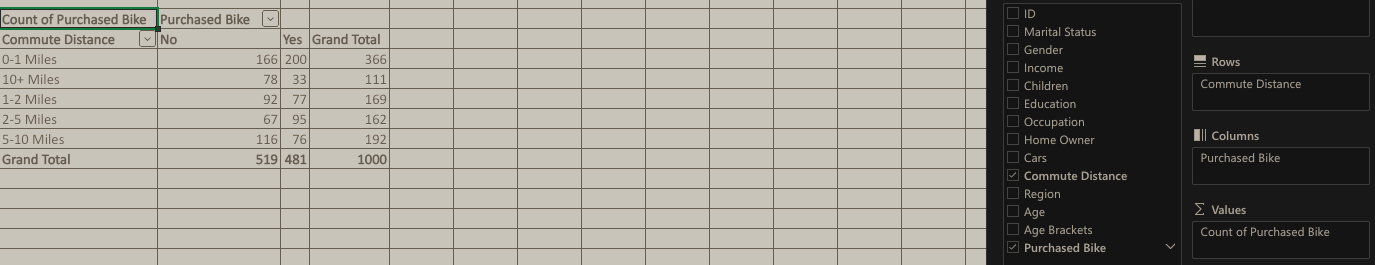 Count of Purchased Bike Purchased Bike
Commute Distance No Yes Grand Total
0-1 Miles 166 200 366
10+ Miles 78 33 111
1-2 Miles 92 77 169
2-5 Miles 67 95 162
5-10 Miles 116 76 192
Grand Total 519 481 1000
ID
Marital Status
Gender
Income
Children
Education
Occupation
Home Owner
Cars
Commute Distance
Region
Age
Age Brackets
Purchased Bike
Rows
Commute Distance
Columns
Purchased Bike
Σ Values
Count of Purchased Bike